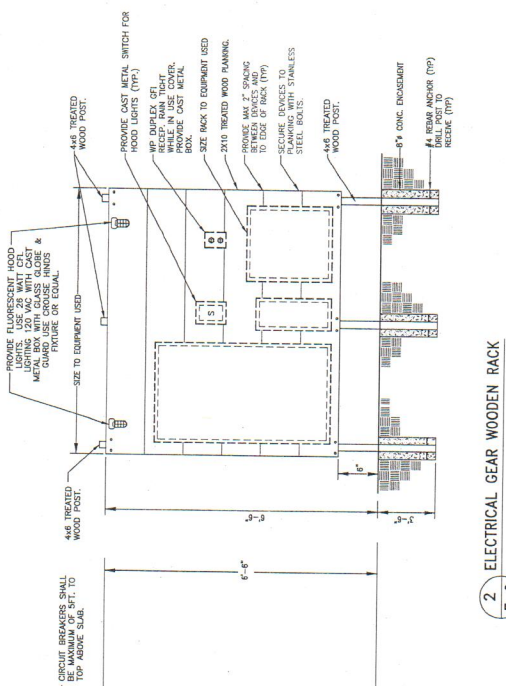 PROVIDE FLUORESCENT HOOD
LIGHTS. USE 26 WATT CFL
LIGHTING 120 VAC WITH CAST
METAL BOX WITH GLASS GLOBE &
GUARD USE CROUSE HINDS
FIXTURE OR EQUAL.
4x6 TREATED
WOOD POST.
SIZE TO EQUIPMENT USED
4x6 TREATED
WOOD POST.
PROVIDE CAST METAL SWITCH FOR
HOOD LIGHTS (TYP.)
WP DUPLEX GFI
RECEP. RAIN TIGHT
WHILE IN USE COVER.
PROVIDE CAST METAL
BOX.
SIZE RACK TO EQUIPMENT USED
2X10 TREATED WOOD PLANKING.
PROVIDE MAX 2" SPACING
BETWEEN DEVICES AND
TO EDGE OF RACK (TYP)
SECURE DEVICES TO
PLANKING WITH STAINLESS
STEEL BOLTS.
4x6 TREATED
WOOD POST.
8"ø CONC. ENCASEMENT
#4 REBAR ANCHOR (TYP)
DRILL POST TO
RECEIVE (TYP)
S
6'-6"
6"
3'-6"
CIRCUIT BREAKERS SHALL
BE MAXIMUM OF 5FT. TO
TOP ABOVE SLAB.
6'-6"
2 ELECTRICAL GEAR WOODEN RACK